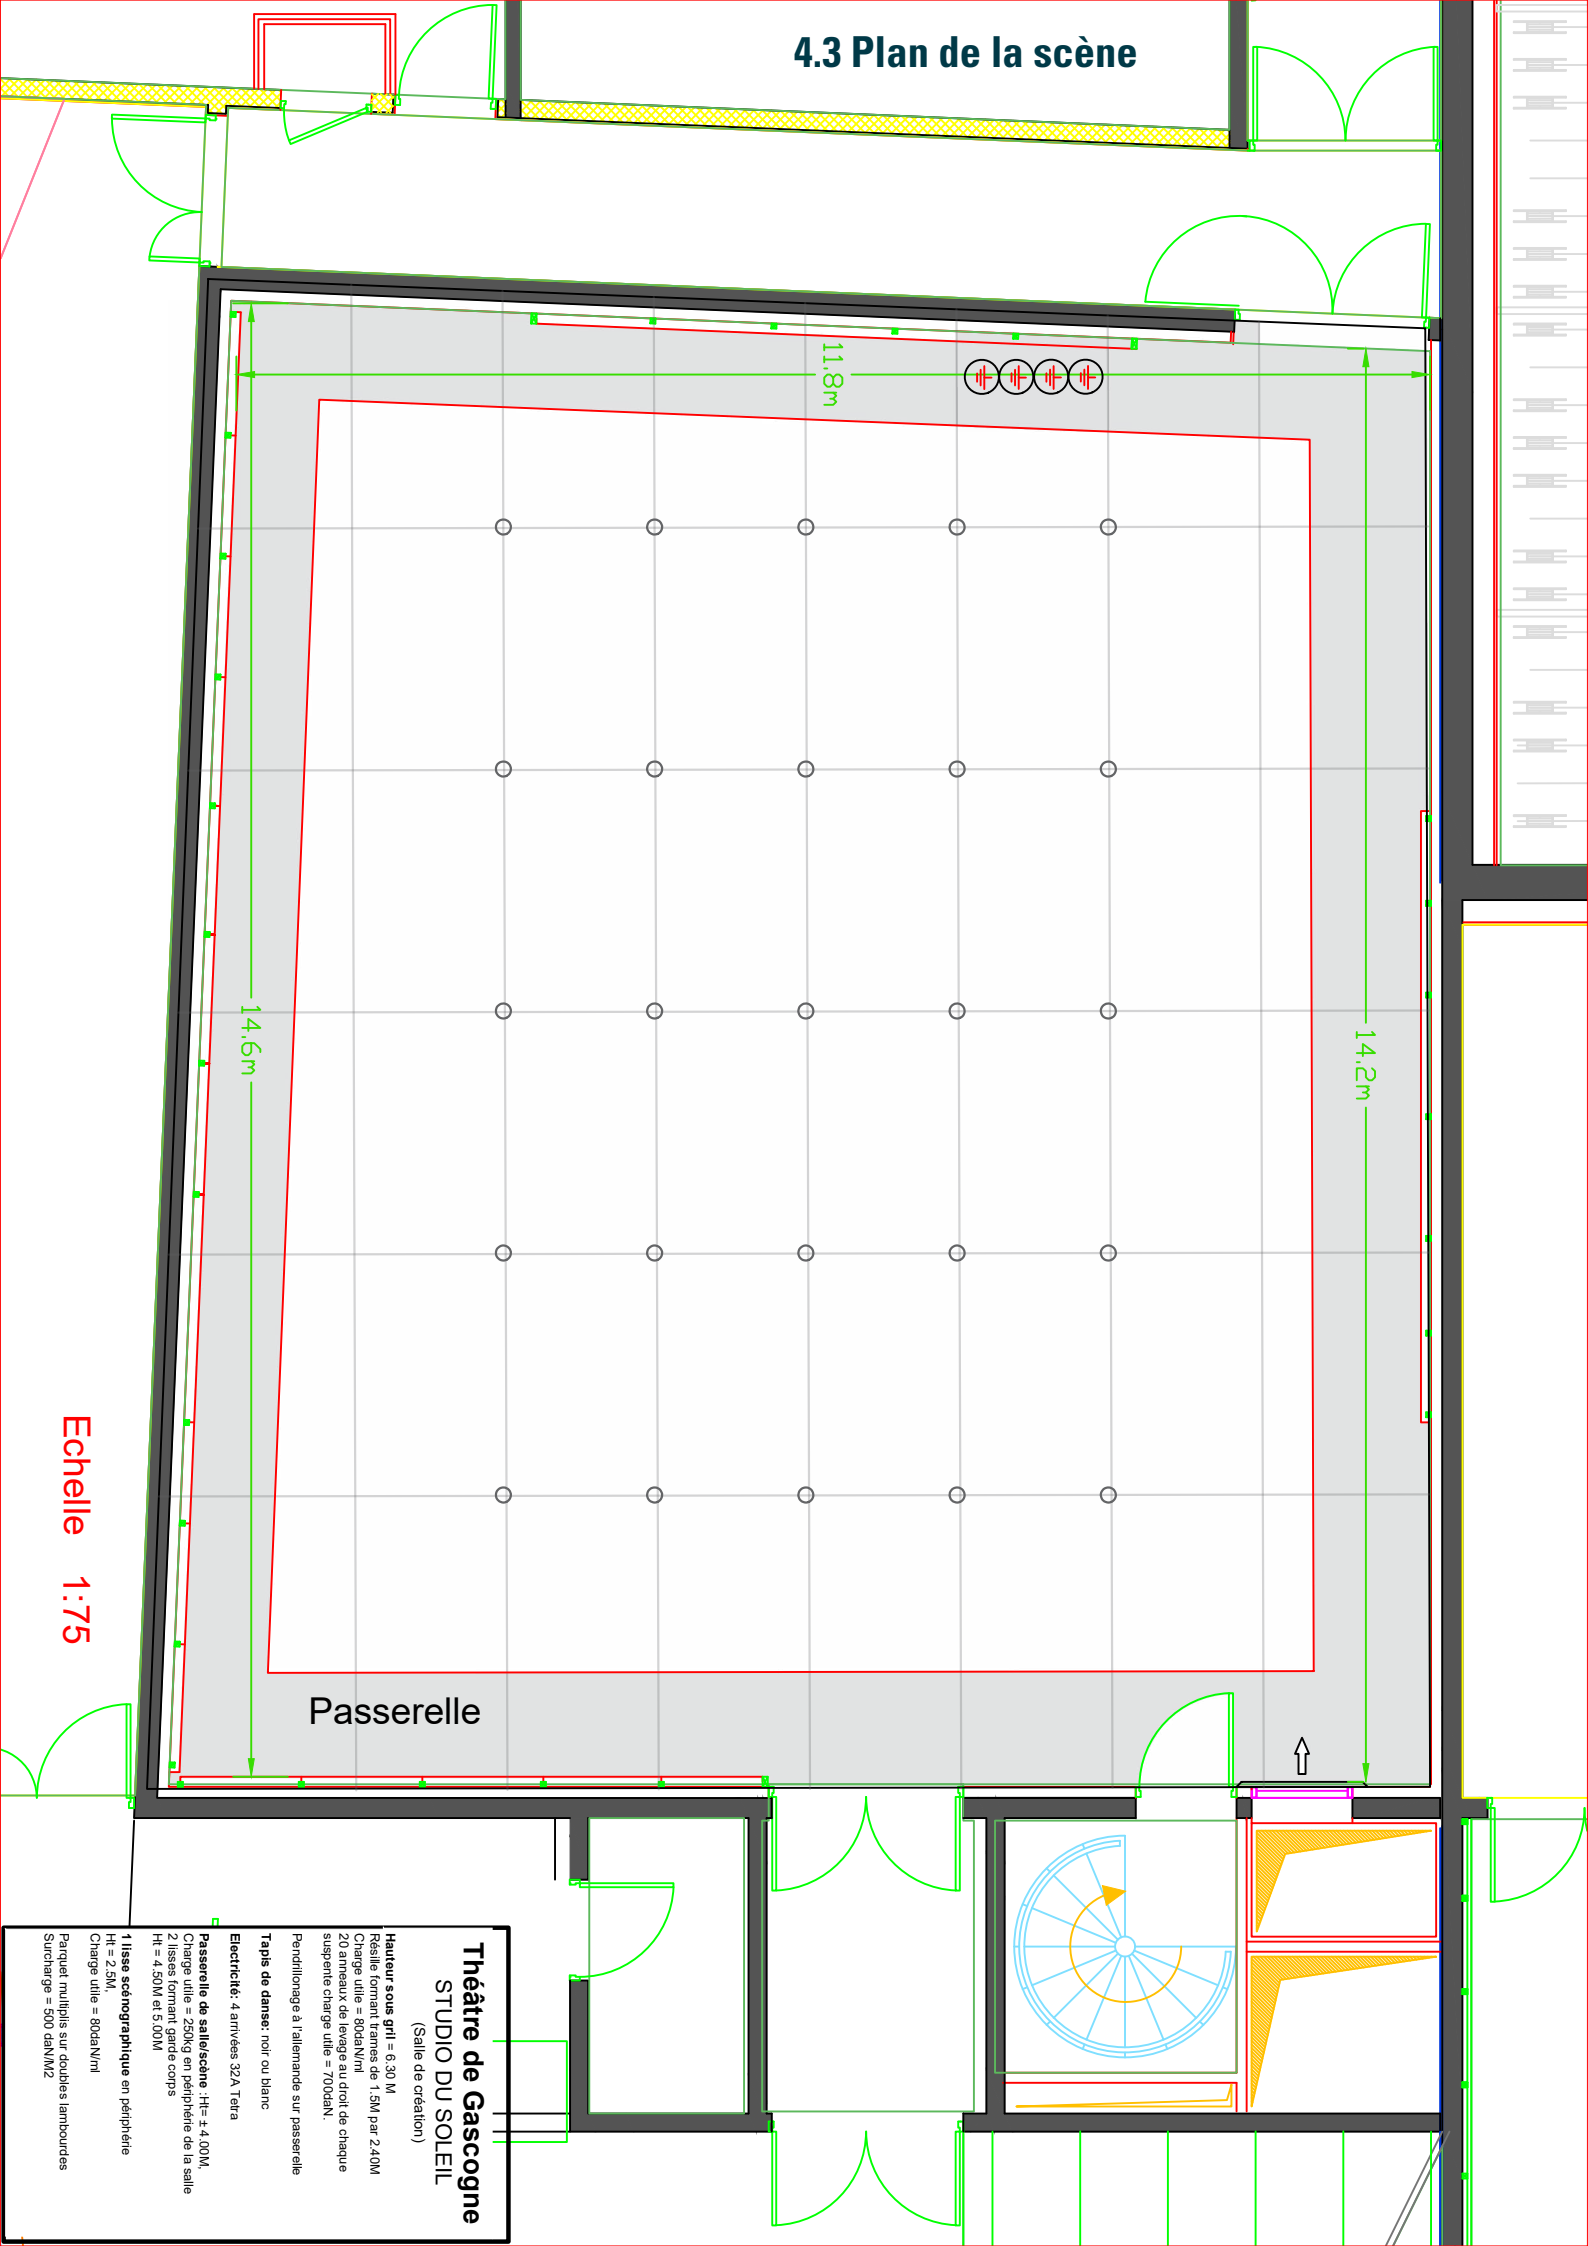 4.3 Plan de la scène
11.8m
14.6m
14.2m
Echelle 1:75
Passerelle
Théâtre de Gascogne
STUDIO DU SOLEIL
(Salle de création)
Hauteur sous gril = 6.30 M
Résille formant trames de 1.5M par 2.40M
Charge utile = 80daN/ml
20 anneaux de levage au droit de chaque
suspente charge utile = 700daN.
Pendrillonage à l'allemande sur passerelle
Tapis de danse: noir ou blanc
Electricité: 4 arrivées 32A Tetra
Passerelle de salle/scène :Ht= ± 4.00M,
Charge utile = 250kg en périphérie de la salle
2 lisses formant garde corps
Ht = 4.50M et 5.00M
1 lisse scénographique en périphérie
Ht = 2.5M,
Charge utile = 80daN/ml
Parquet multiplis sur doubles lambourdes
Surcharge = 500 daN/M2